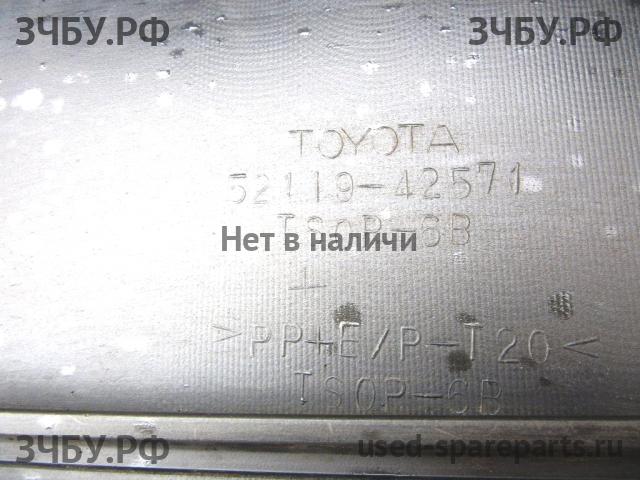 ЗЧБУ.РФ ЗЧБУ.РФ
TOYOTA
52119-42571
TSOP-6B
Нет в наличи
>PP+E/P-T20<
TSOP-6B
ЗЧБУ.РФ used-spareparts.ru